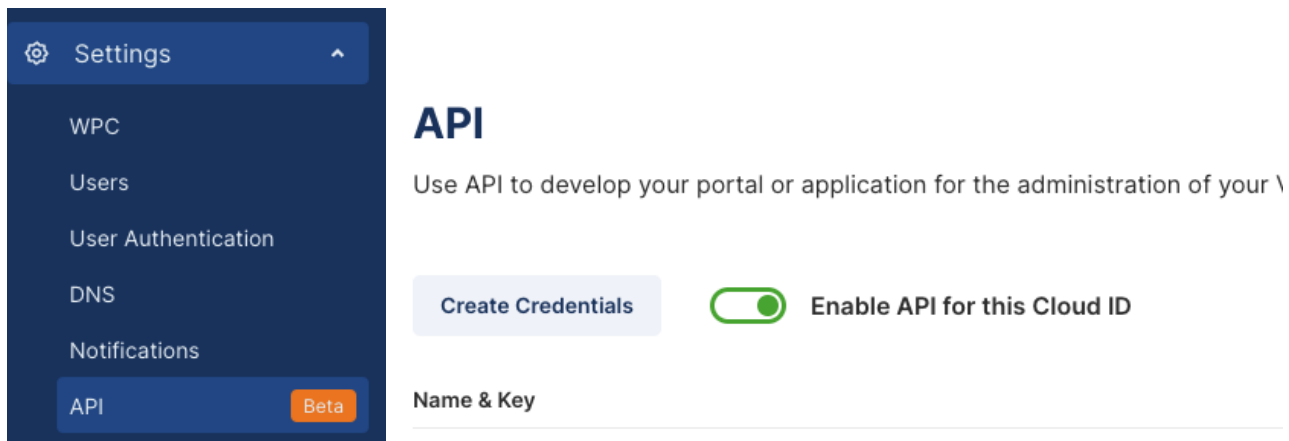 Settings
WPC
Users
User Authentication
DNS
Notifications
API Beta
API
Use API to develop your portal or application for the administration of your
Create Credentials
Enable API for this Cloud ID
Name & Key